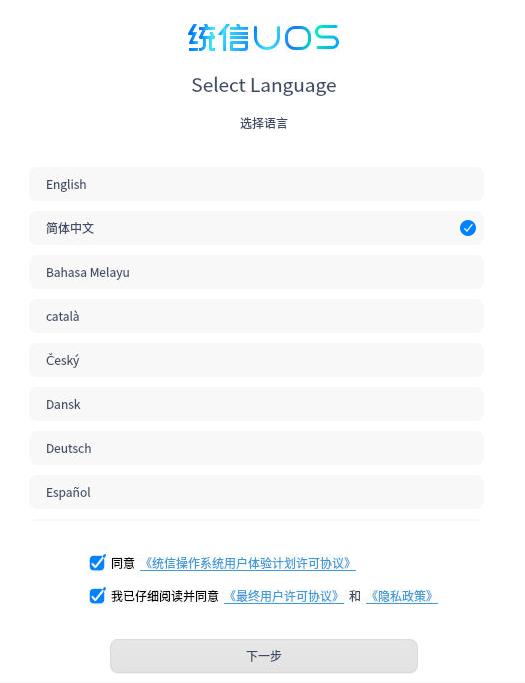 统信UOS
Select Language
选择语言
English
简体中文
Bahasa Melayu
català
Český
Dansk
Deutsch
Español
同意 《统信操作系统用户体验计划许可协议》
我已仔细阅读并同意 《最终用户许可协议》 和 《隐私政策》
下一步